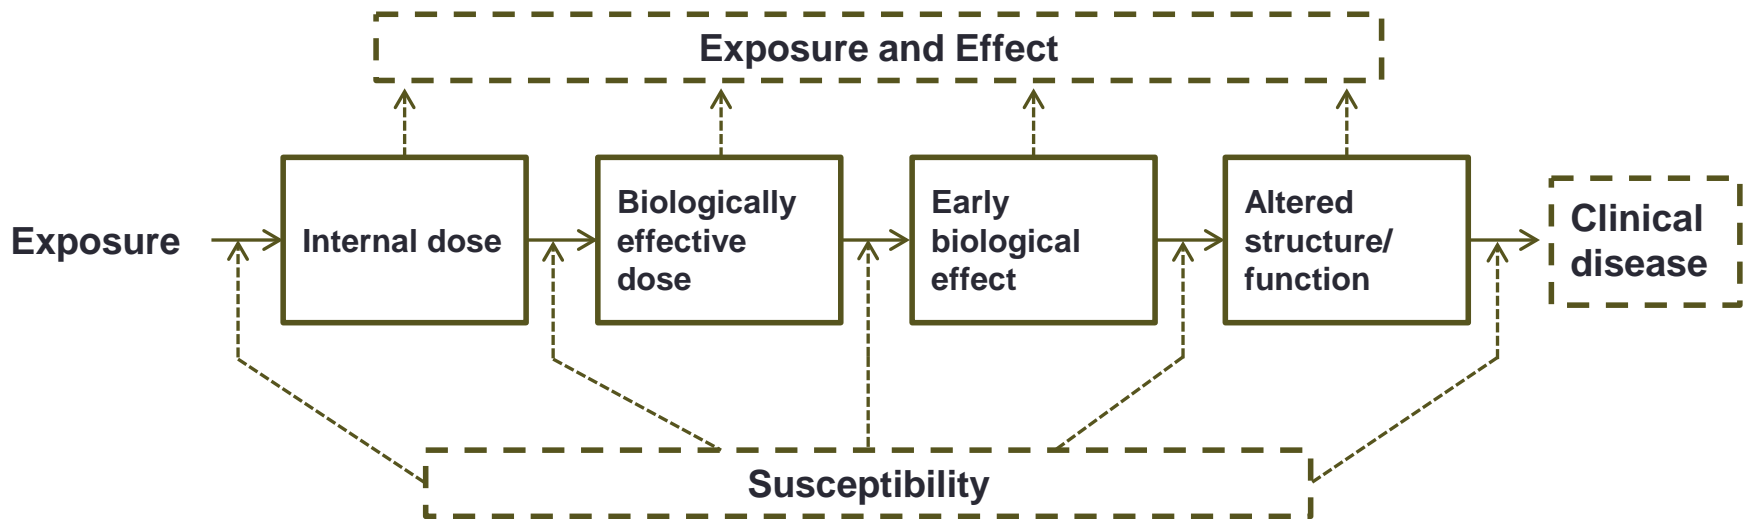 Exposure and Effect
Exposure
Internal dose
Biologically
effective
dose
Early
biological
effect
Altered
structure/
function
Clinical
disease
Susceptibility